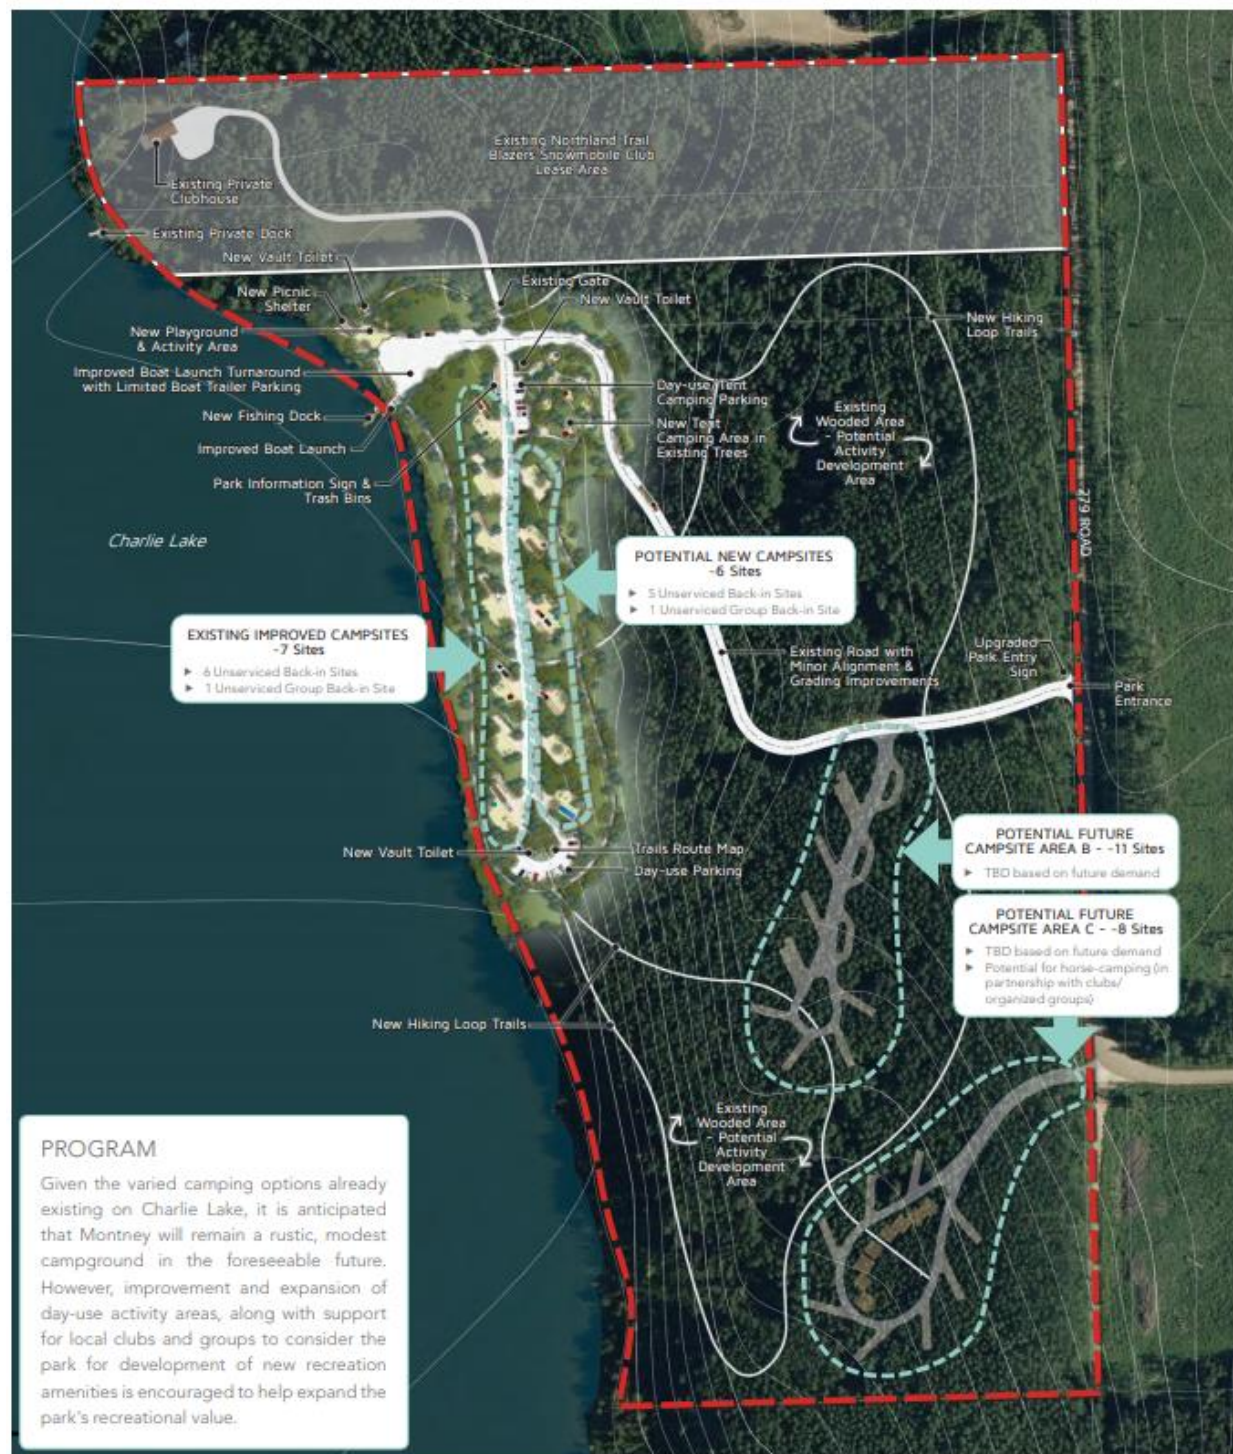 Existing Northland Trail
Blazers Snowmobile Club
Lease Area
Existing Private
Clubhouse
Existing Private Dock
New Vault Toilet
New Picnic
Shelter
Existing Gate
New Vault Toilet
New Playground
& Activity Area
New Hiking
Loop Trails
Improved Boat Launch Turnaround
with Limited Boat Trailer Parking
Day-use Tent
Camping Parking
New Fishing Dock
New Tent
Camping Area in
Existing Trees
Existing
Wooded Area
- Potential
Activity
Development
Area
Improved Boat Launch
Park Information Sign &
Trash Bins
279 ROAD
Charlie Lake
POTENTIAL NEW CAMPSITES
-6 Sites
► 5 Unserviced Back-in Sites
► 1 Unserviced Group Back-in Site
EXISTING IMPROVED CAMPSITES
-7 Sites
► 6 Unserviced Back-in Sites
► 1 Unserviced Group Back-in Site
Existing Road with
Minor Alignment &
Grading Improvements
Upgraded
Park Entry
Sign
Park
Entrance
New Vault Toilet
Trails Route Map
Day-use Parking
POTENTIAL FUTURE
CAMPSITE AREA B - -11 Sites
► TBD based on future demand
POTENTIAL FUTURE
CAMPSITE AREA C - -8 Sites
► TBD based on future demand
► Potential for horse-camping (in
partnership with clubs/
organized groups)
New Hiking Loop Trails
Existing
Wooded Area
- Potential
Activity
Development
Area
PROGRAM
Given the varied camping options already
existing on Charlie Lake, it is anticipated
that Montney will remain a rustic, modest
campground in the foreseeable future.
However, improvement and expansion of
day-use activity areas, along with support
for local clubs and groups to consider the
park for development of new recreation
amenities is encouraged to help expand the
park's recreational value.